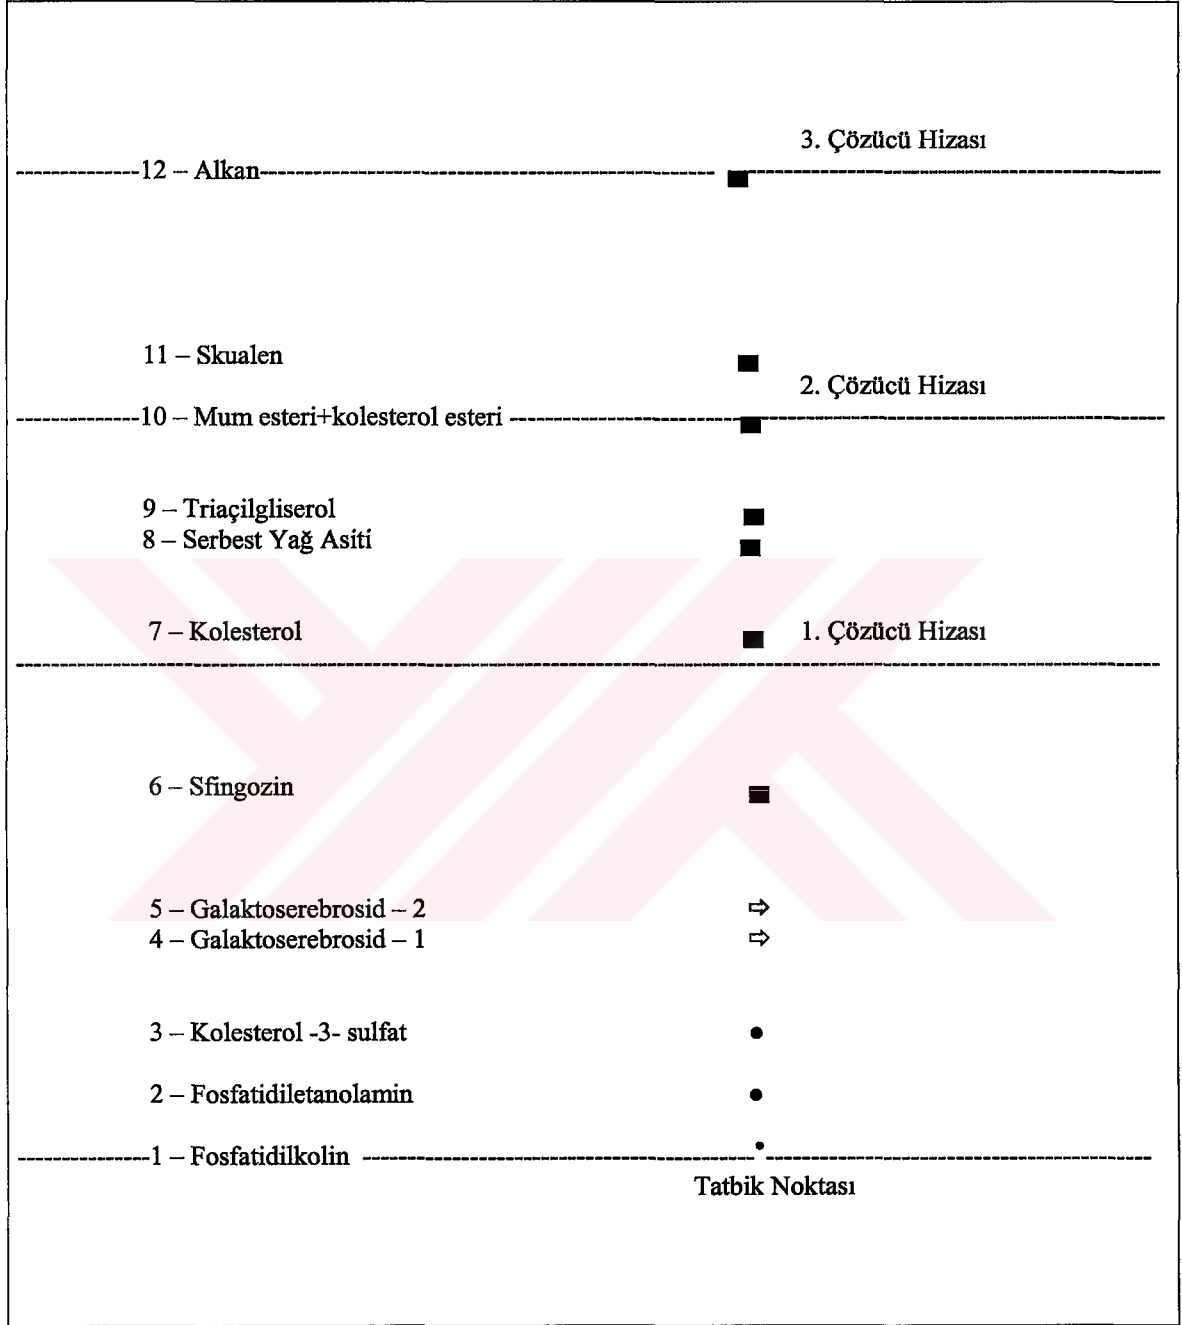 3. Çözücü Hizası
12 – Alkan
11 – Skualen
2. Çözücü Hizası
10 – Mum esteri+kolesterol esteri
9 – Triaçilgliserol
8 – Serbest Yağ Asiti
7 – Kolesterol
1. Çözücü Hizası
6 – Sfingozin
5 – Galaktoserebrosid – 2
4 – Galaktoserebrosid – 1
3 – Kolesterol -3- sulfat
2 – Fosfatidiletanolamin
1 – Fosfatidilkolin
Tatbik Noktası